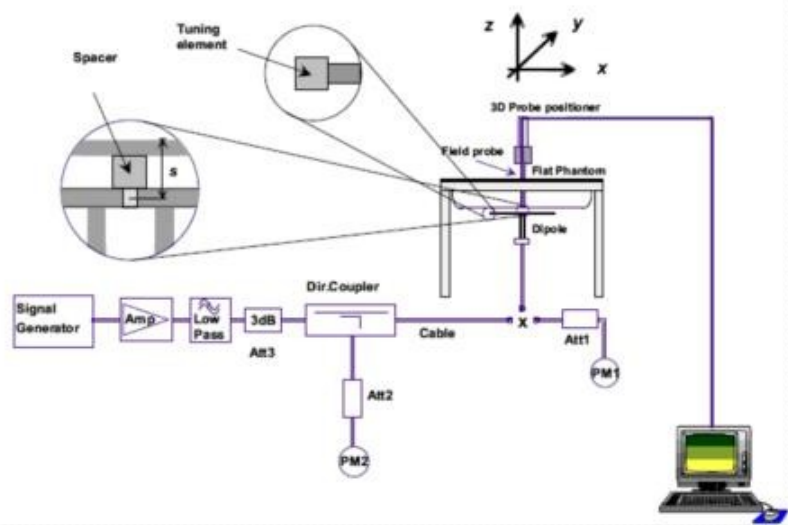 Tuning
element
Spacer
s
z
y
x
3D Probe positioner
Field probe
Flat Phantom
Dipole
Signal
Generator
Amp
Low
Pass
3dB
Att3
Dir.Coupler
Cable
x
Att1
PM1
Att2
PM2